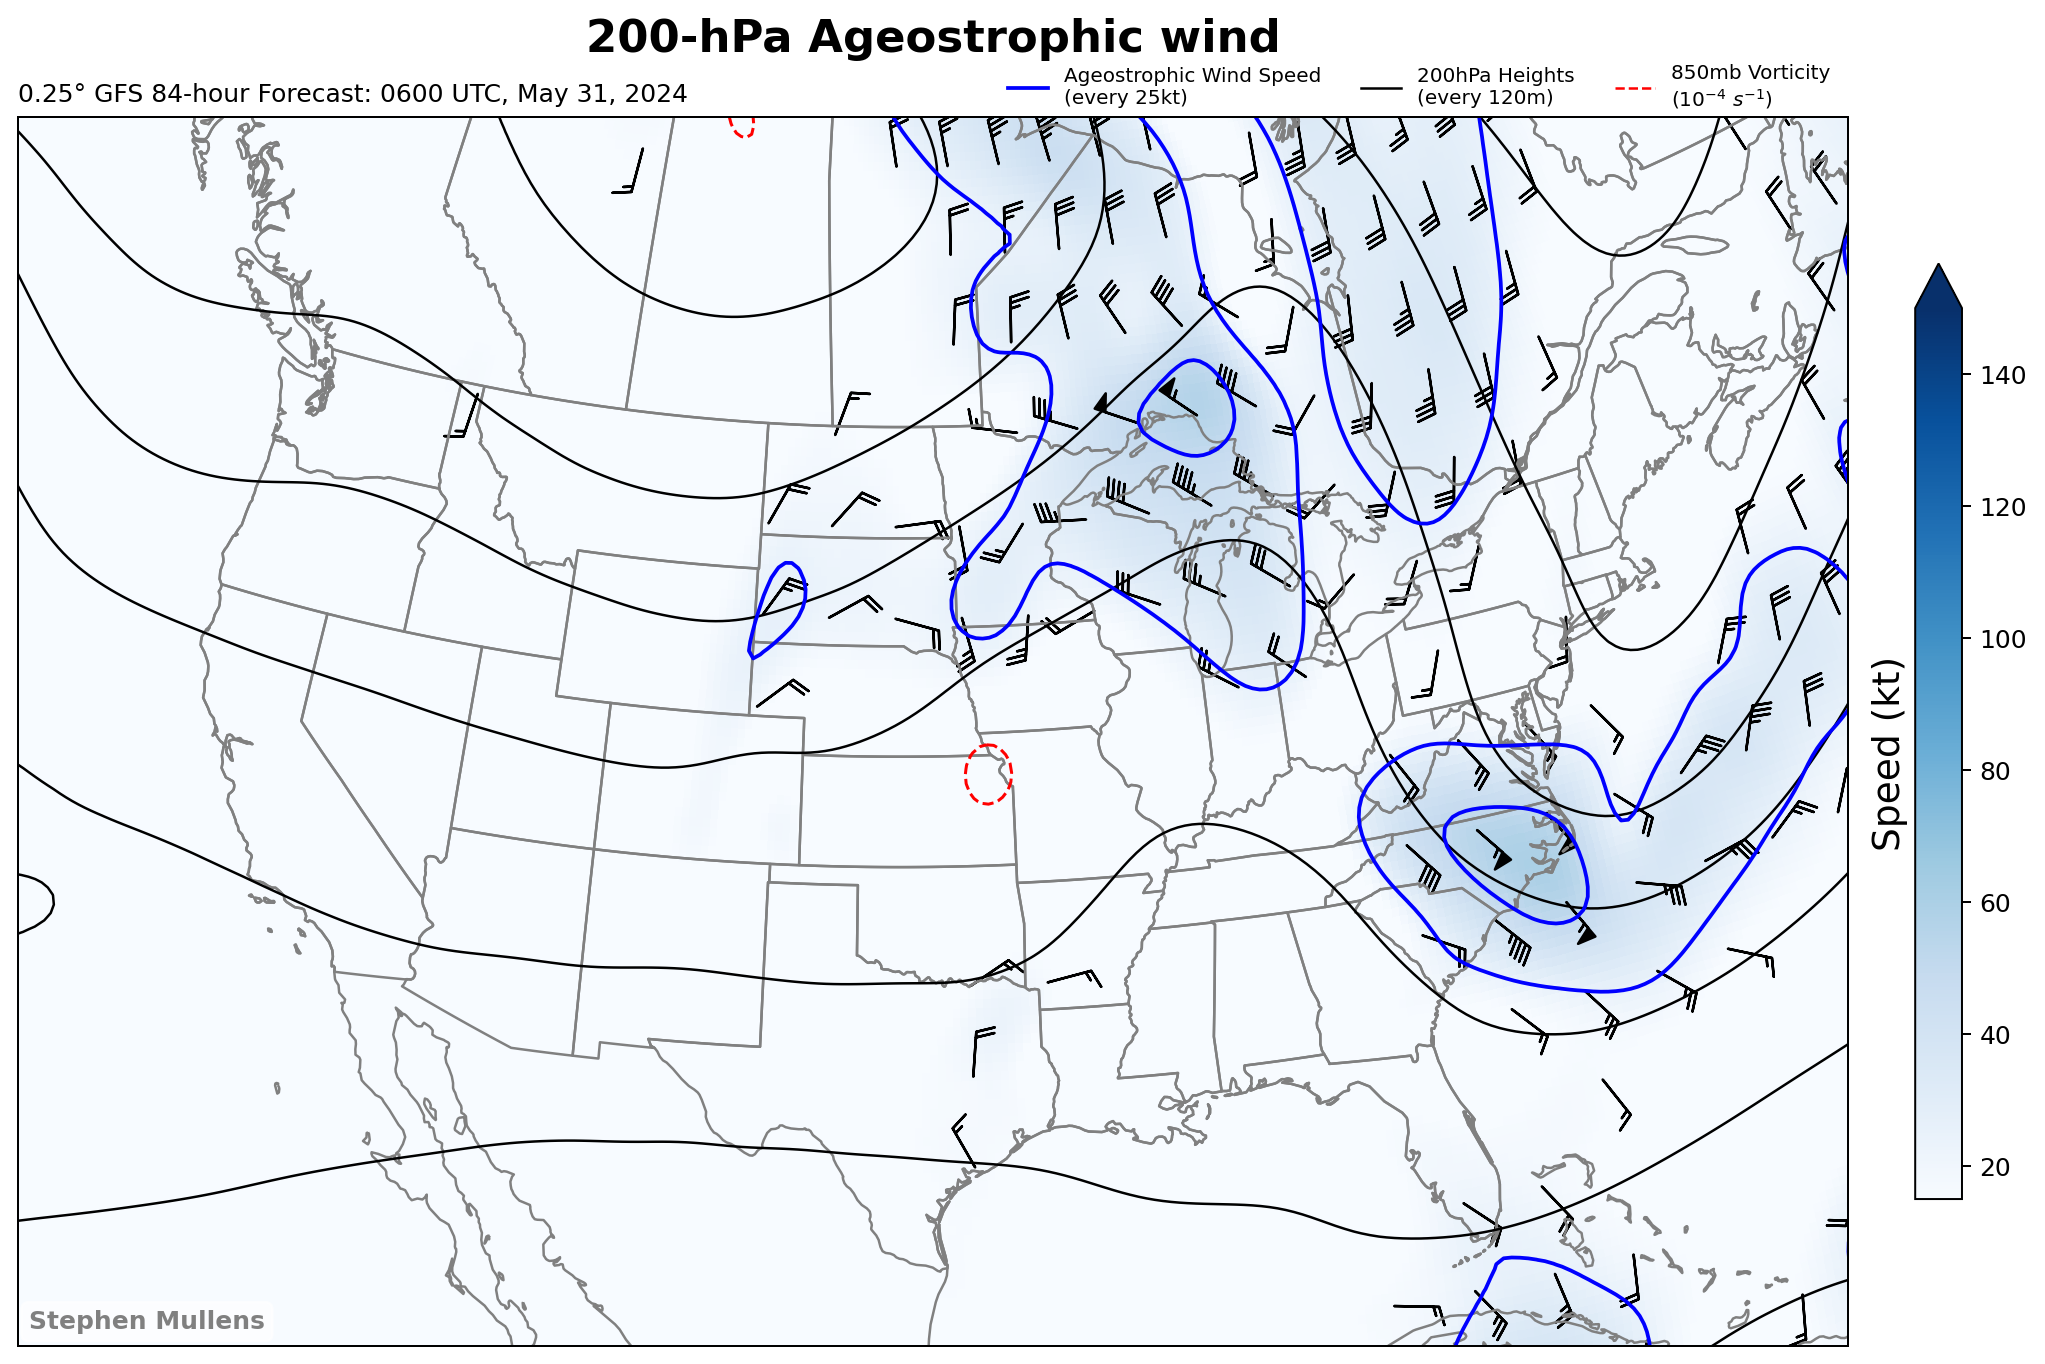 200-hPa Ageostrophic wind
0.25° GFS 84-hour Forecast: 0600 UTC, May 31, 2024
Ageostrophic Wind Speed
(every 25kt)
200hPa Heights
(every 120m)
850mb Vorticity
(10⁻⁴ s⁻¹)
140
120
100
80
60
40
20
Speed (kt)
Stephen Mullens